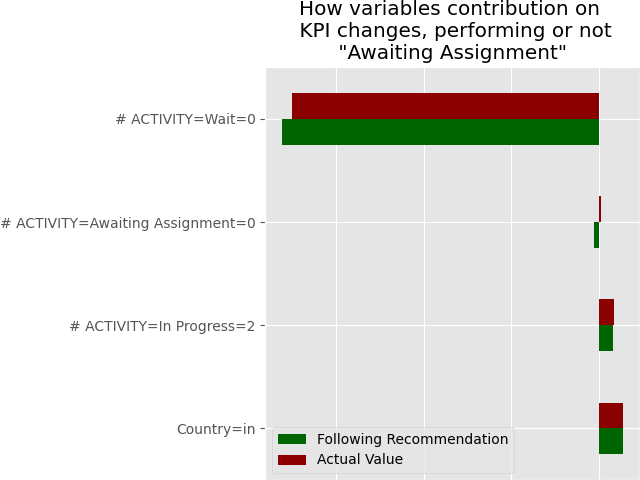 How variables contribution on
KPI changes, performing or not
"Awaiting Assignment"
# ACTIVITY=Wait=0
# ACTIVITY=Awaiting Assignment=0
# ACTIVITY=In Progress=2
Country=in
Following Recommendation
Actual Value